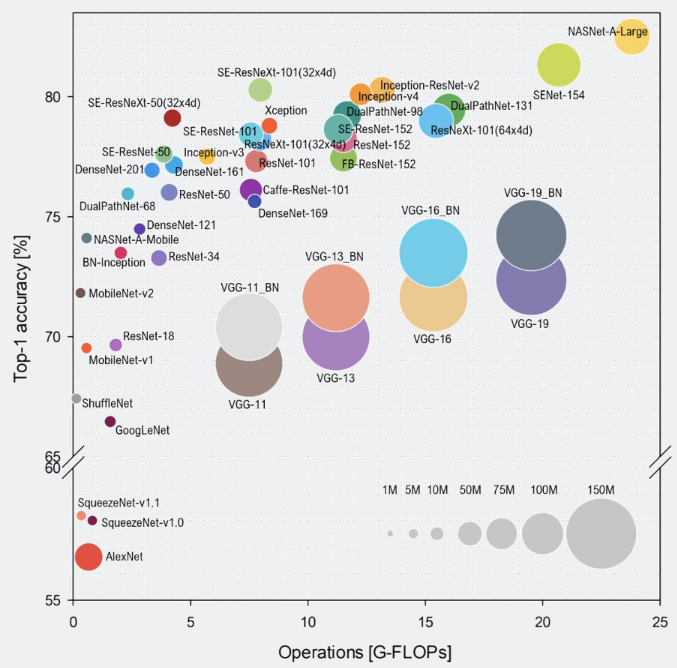 NASNet-A-Large
SENet-154
SE-ResNeXt-101(32x4d)
Inception-ResNet-v2
Inception-v4
SE-ResNeXt-50(32x4d)
Xception
DualPathNet-98
DualPathNet-131
SE-ResNet-101
SE-ResNet-152
ResNeXt-101(64x4d)
ResNeXt-101(32x4d)
ResNet-152
SE-ResNet-50
Inception-v3
DenseNet-201
DenseNet-161
ResNet-101
FB-ResNet-152
ResNet-50
Caffe-ResNet-101
DualPathNet-68
DenseNet-169
DenseNet-121
NASNet-A-Mobile
BN-Inception
ResNet-34
VGG-16_BN
VGG-19_BN
VGG-13_BN
VGG-11_BN
MobileNet-v2
ResNet-18
MobileNet-v1
VGG-16
VGG-19
VGG-13
VGG-11
ShuffleNet
GoogLeNet
SqueezeNet-v1.1
SqueezeNet-v1.0
AlexNet
1M 5M 10M 50M 75M 100M 150M
80
75
70
65
60
55
Top-1 accuracy [%]
0 5 10 15 20 25
Operations [G-FLOPs]